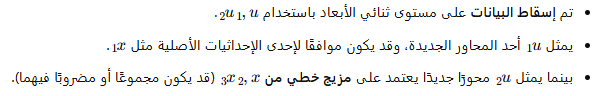 • تم إسقاط البيانات على مستوى ثنائي الأبعاد باستخدام u₁, u₂.
• يمثل u₁ أحد المحاور الجديدة، وقد يكون موافقًا لإحدى الإحداثيات الأصلية مثل x₁.
• بينما يمثل u₂ محورًا جديدًا يعتمد على مزيج خطي من x₂, x₃ (قد يكون مجموعًا أو مضروبًا فيهما).